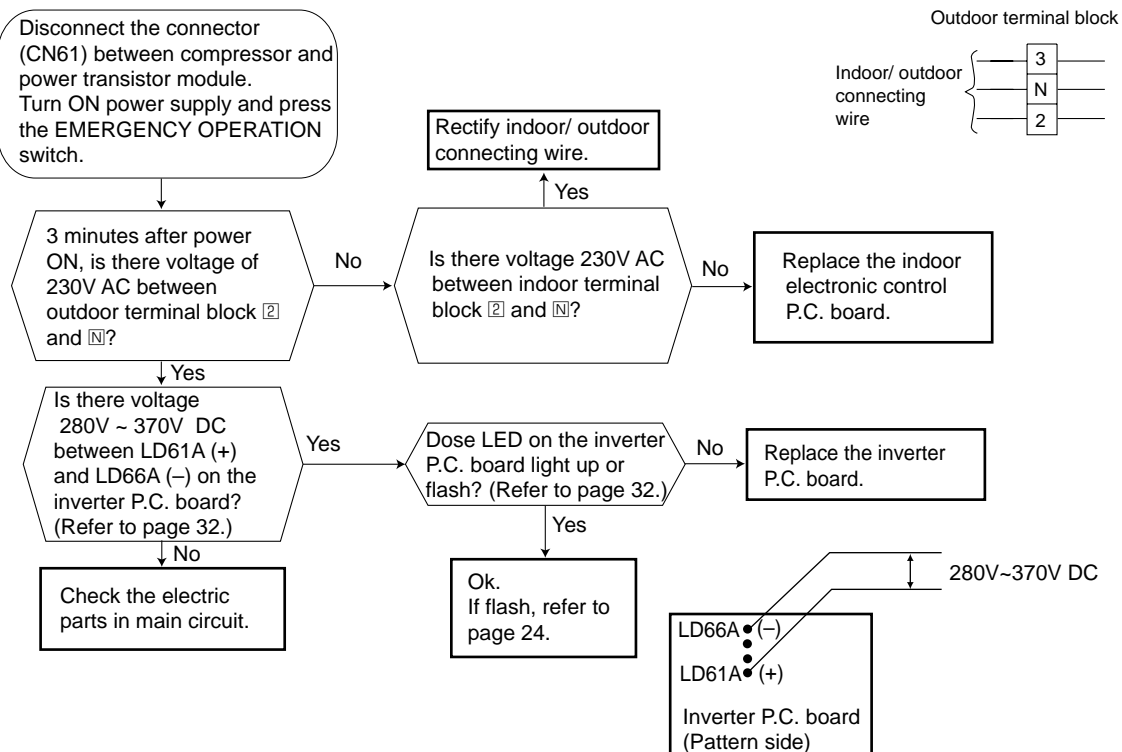 Disconnect the connector
(CN61) between compressor and
power transistor module.
Turn ON power supply and press
the EMERGENCY OPERATION
switch.
Outdoor terminal block
Indoor/ outdoor
connecting
wire
3
N
2
Rectify indoor/ outdoor
connecting wire.
Yes
3 minutes after power
ON, is there voltage of
230V AC between
outdoor terminal block 2
and N?
No
Is there voltage 230V AC
between indoor terminal
block 2 and N?
No
Replace the indoor
electronic control
P.C. board.
Yes
Is there voltage
280V ~ 370V DC
between LD61A (+)
and LD66A (–) on the
inverter P.C. board?
(Refer to page 32.)
Yes
Dose LED on the inverter
P.C. board light up or
flash? (Refer to page 32.)
No
Replace the inverter
P.C. board.
No
Check the electric
parts in main circuit.
Yes
Ok.
If flash, refer to
page 24.
280V~370V DC
LD66A (–)
LD61A (+)
Inverter P.C. board
(Pattern side)